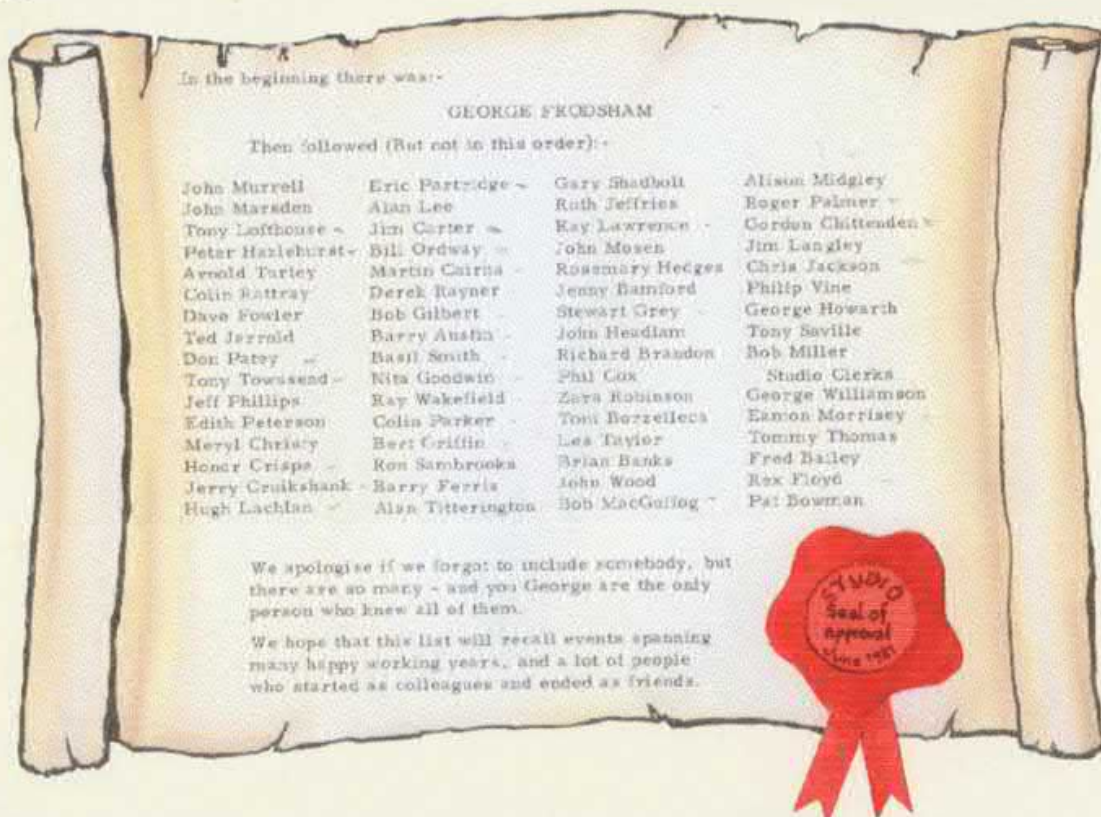 In the beginning there was:-
GEORGE FRODSHAM
Then followed (But not in this order):-
John Murrell Eric Partridge Gary Shadbolt Alison Midgley
John Marsden Alan Lee Ruth Jeffries Roger Palmer
Tony Lofthouse Jim Carter Ray Lawrence Gordon Chittenden
Peter Hazlehurst Bill Ordway John Mosen Jim Langley
Arnold Turley Martin Cairns Rosemary Hedges Chris Jackson
Colin Rattray Derek Rayner Jenny Bamford Philip Vine
Dave Fowler Bob Gilbert Stewart Grey George Howarth
Ted Jerrold Barry Austin John Headlam Tony Saville
Don Patey Basil Smith Richard Brandon Bob Miller
Tony Townsend Nita Goodwin Phil Cox Studio Clerks
Jeff Phillips Ray Wakefield Zara Robinson George Williamson
Edith Peterson Colin Parker Toni Borzelleca Eamon Morrisey
Meryl Christy Bert Griffin Les Taylor Tommy Thomas
Honor Crisps Ron Sambrooks Brian Banks Fred Bailey
Jerry Cruikshank Barry Ferris John Wood Rex Floyd
Hugh Lachlan Alan Titterington Bob MacGollog Pat Bowman
We apologise if we forgot to include somebody, but
there are so many - and you George are the only
person who knew all of them.
We hope that this list will recall events spanning
many happy working years, and a lot of people
who started as colleagues and ended as friends.
STUDIO
Seal of
approval
June 1981